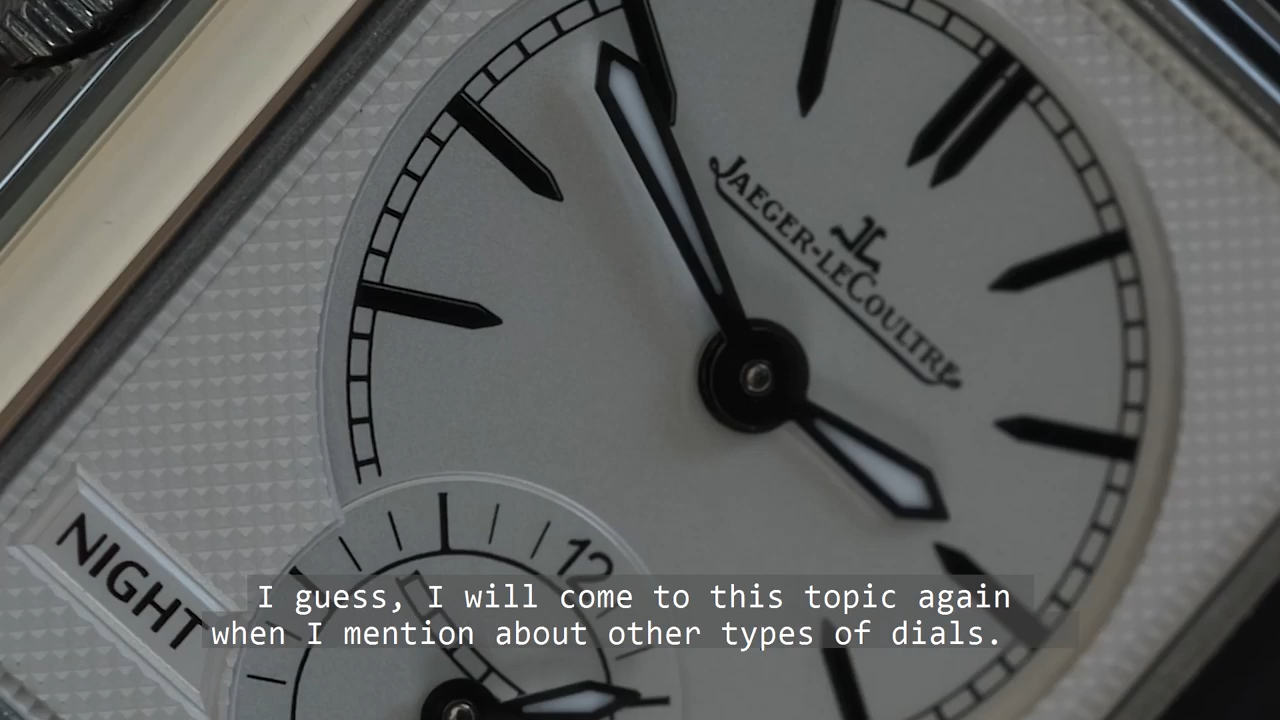 JAEGER-LECOULTRE
NIGHT
12
I guess, I will come to this topic again
when I mention about other types of dials.